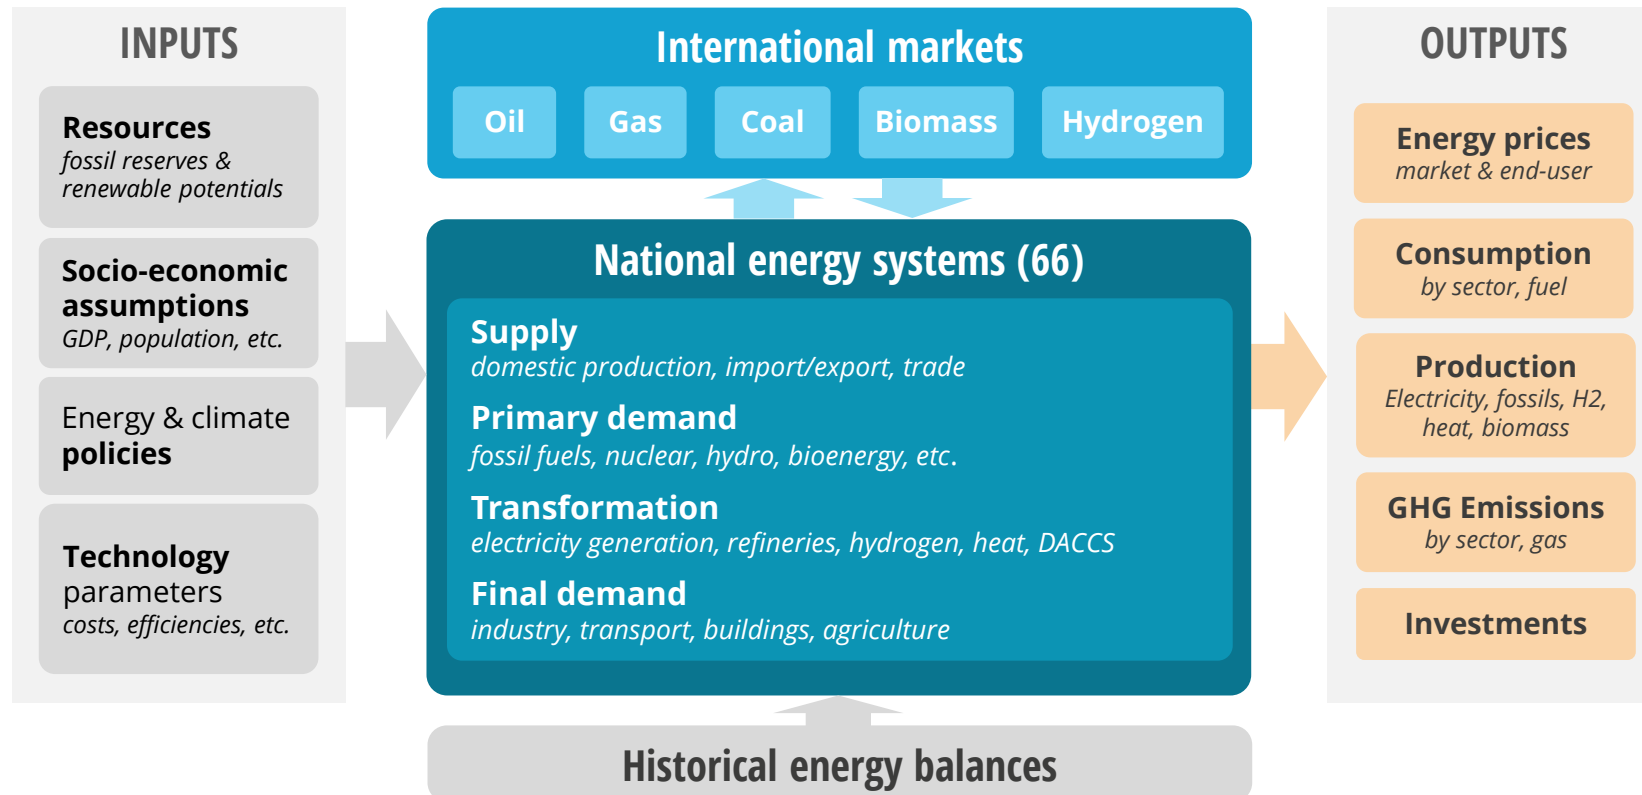 INPUTS
Resources
fossil reserves &
renewable potentials
Socio-economic
assumptions
GDP, population, etc.
Energy & climate
policies
Technology
parameters
costs, efficiencies, etc.
International markets
Oil
Gas
Coal
Biomass
Hydrogen
National energy systems (66)
Supply
domestic production, import/export, trade
Primary demand
fossil fuels, nuclear, hydro, bioenergy, etc.
Transformation
electricity generation, refineries, hydrogen, heat, DACCS
Final demand
industry, transport, buildings, agriculture
Historical energy balances
OUTPUTS
Energy prices
market & end-user
Consumption
by sector, fuel
Production
Electricity, fossils, H2,
heat, biomass
GHG Emissions
by sector, gas
Investments